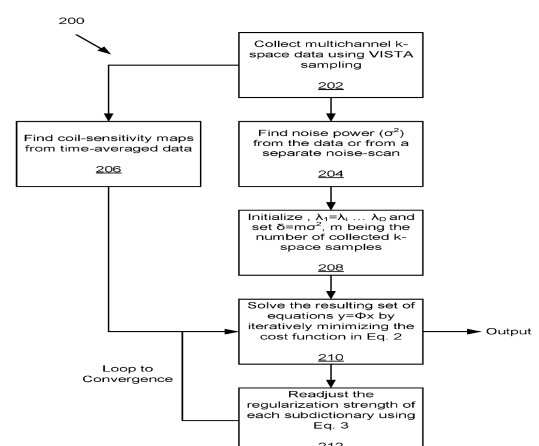 200
Collect multichannel k-
space data using VISTA
sampling
202
Find coil-sensitivity maps
from time-averaged data
206
Find noise power (σ²)
from the data or from a
separate noise-scan
204
Initialize , λ₁=λᵢ ... λ_D and
set δ=mσ², m being the
number of collected k-
space samples
208
Solve the resulting set of
equations y=Φx by
iteratively minimizing the
cost function in Eq. 2
210
Output
Loop to
Convergence
Readjust the
regularization strength of
each subdictionary using
Eq. 3
212